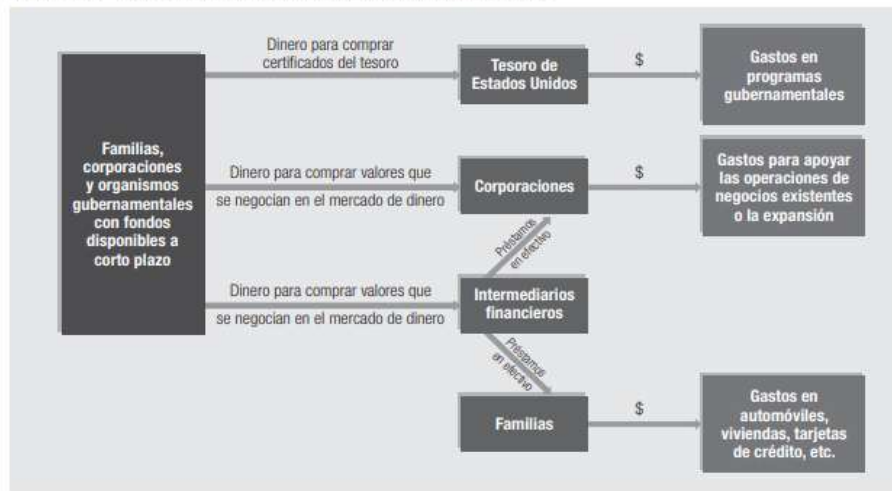 Dinero para comprar
certificados del tesoro
Tesoro de
Estados Unidos
$
Gastos en
programas
gubernamentales
Familias,
corporaciones
y organismos
gubernamentales
con fondos
disponibles a
corto plazo
Dinero para comprar valores que
se negocian en el mercado de dinero
Corporaciones
$
Gastos para apoyar
las operaciones de
negocios existentes
o la expansión
Préstamos
en efectivo
Dinero para comprar valores que
se negocian en el mercado de dinero
Intermediarios
financieros
Préstamos
en efectivo
Familias
$
Gastos en
automóviles,
viviendas, tarjetas
de crédito, etc.